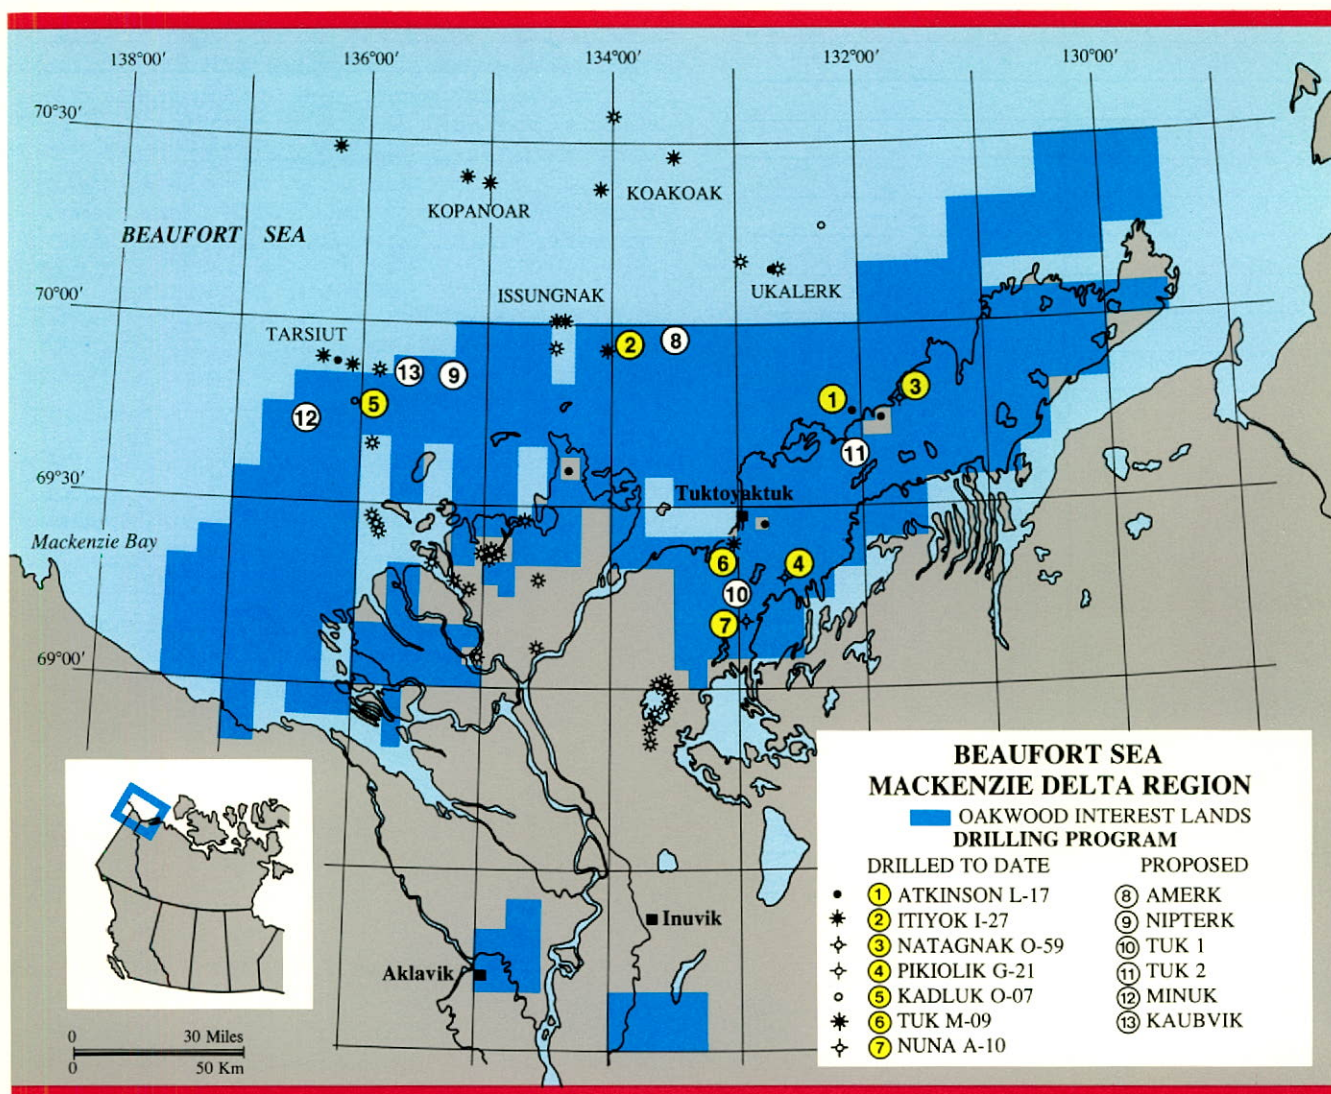 138°00′ 136°00′ 134°00′ 132°00′ 130°00′
70°30′
KOAKOAK
KOPANOAR
BEAUFORT SEA
UKALERK
ISSUNGNAK
70°00′
TARSIUT
2 8
13 9
3
1
5
12
11
69°30′
Tuktoyaktuk
Mackenzie Bay
6 4
10
7
69°00′
BEAUFORT SEA
MACKENZIE DELTA REGION
OAKWOOD INTEREST LANDS
DRILLING PROGRAM
DRILLED TO DATE PROPOSED
1 ATKINSON L-17 8 AMERK
2 ITIYOK I-27 9 NIPTERK
3 NATAGNAK O-59 10 TUK 1
4 PIKIOLIK G-21 11 TUK 2
5 KADLUK O-07 12 MINUK
6 TUK M-09 13 KAUBVIK
7 NUNA A-10
Inuvik
Aklavik
0 30 Miles
0 50 Km